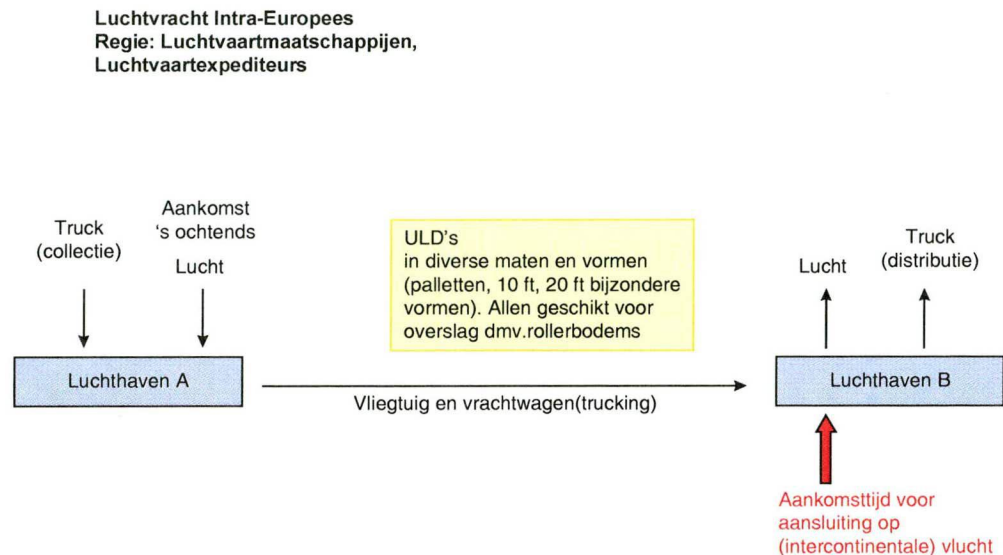 Luchtvracht Intra-Europees
Regie: Luchtvaartmaatschappijen,
Luchtvaartexpediteurs
Truck
(collectie)
Aankomst
‘s ochtends
Lucht
ULD's
in diverse maten en vormen
(palletten, 10 ft, 20 ft bijzondere
vormen). Allen geschikt voor
overslag dmv.rollerbodems
Lucht
Truck
(distributie)
Luchthaven A
Vliegtuig en vrachtwagen(trucking)
Luchthaven B
Aankomsttijd voor
aansluiting op
(intercontinentale) vlucht